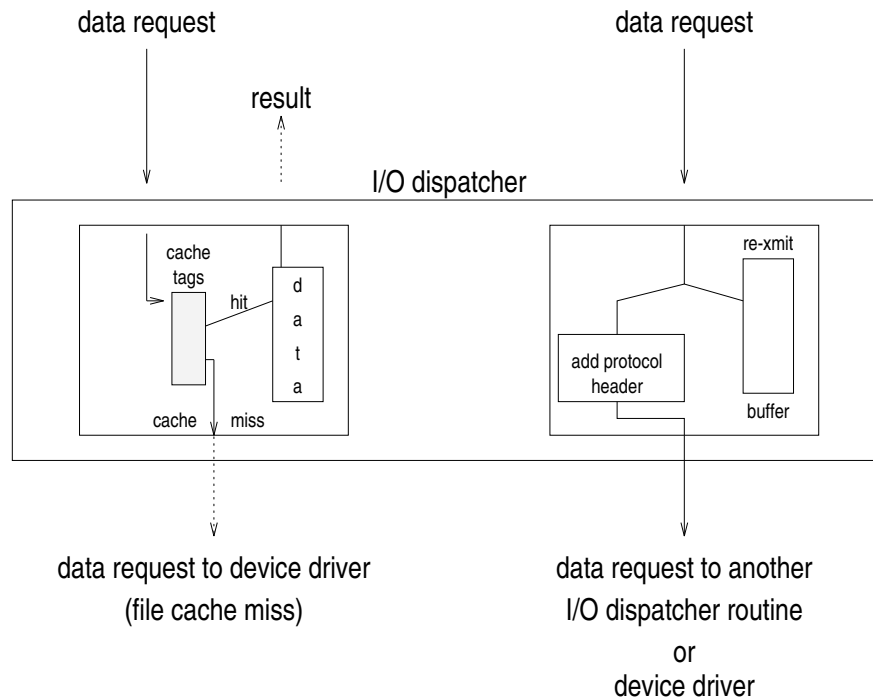 data request
data request
result
I/O dispatcher
cache
tags
hit
d
a
t
a
cache miss
re-xmit
add protocol
header
buffer
data request to device driver
(file cache miss)
data request to another
I/O dispatcher routine
or
device driver